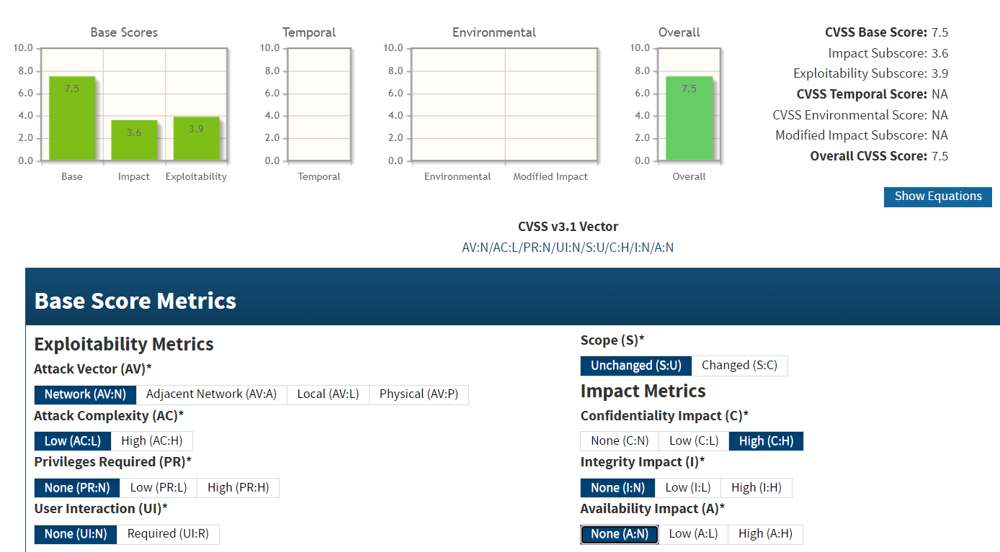 Base Scores
10.0
8.0
6.0
4.0
2.0
0.0
7.5
3.6
3.9
Base Impact Exploitability
Temporal
10.0
8.0
6.0
4.0
2.0
0.0
Temporal
Environmental
10.0
8.0
6.0
4.0
2.0
0.0
Environmental Modified Impact
Overall
10.0
8.0
6.0
4.0
2.0
0.0
7.5
Overall
CVSS Base Score: 7.5
Impact Subscore: 3.6
Exploitability Subscore: 3.9
CVSS Temporal Score: NA
CVSS Environmental Score: NA
Modified Impact Subscore: NA
Overall CVSS Score: 7.5
Show Equations
CVSS v3.1 Vector
AV:N/AC:L/PR:N/UI:N/S:U/C:H/I:N/A:N
Base Score Metrics
Exploitability Metrics
Attack Vector (AV)*
Network (AV:N) Adjacent Network (AV:A) Local (AV:L) Physical (AV:P)
Attack Complexity (AC)*
Low (AC:L) High (AC:H)
Privileges Required (PR)*
None (PR:N) Low (PR:L) High (PR:H)
User Interaction (UI)*
None (UI:N) Required (UI:R)
Scope (S)*
Unchanged (S:U) Changed (S:C)
Impact Metrics
Confidentiality Impact (C)*
None (C:N) Low (C:L) High (C:H)
Integrity Impact (I)*
None (I:N) Low (I:L) High (I:H)
Availability Impact (A)*
None (A:N) Low (A:L) High (A:H)